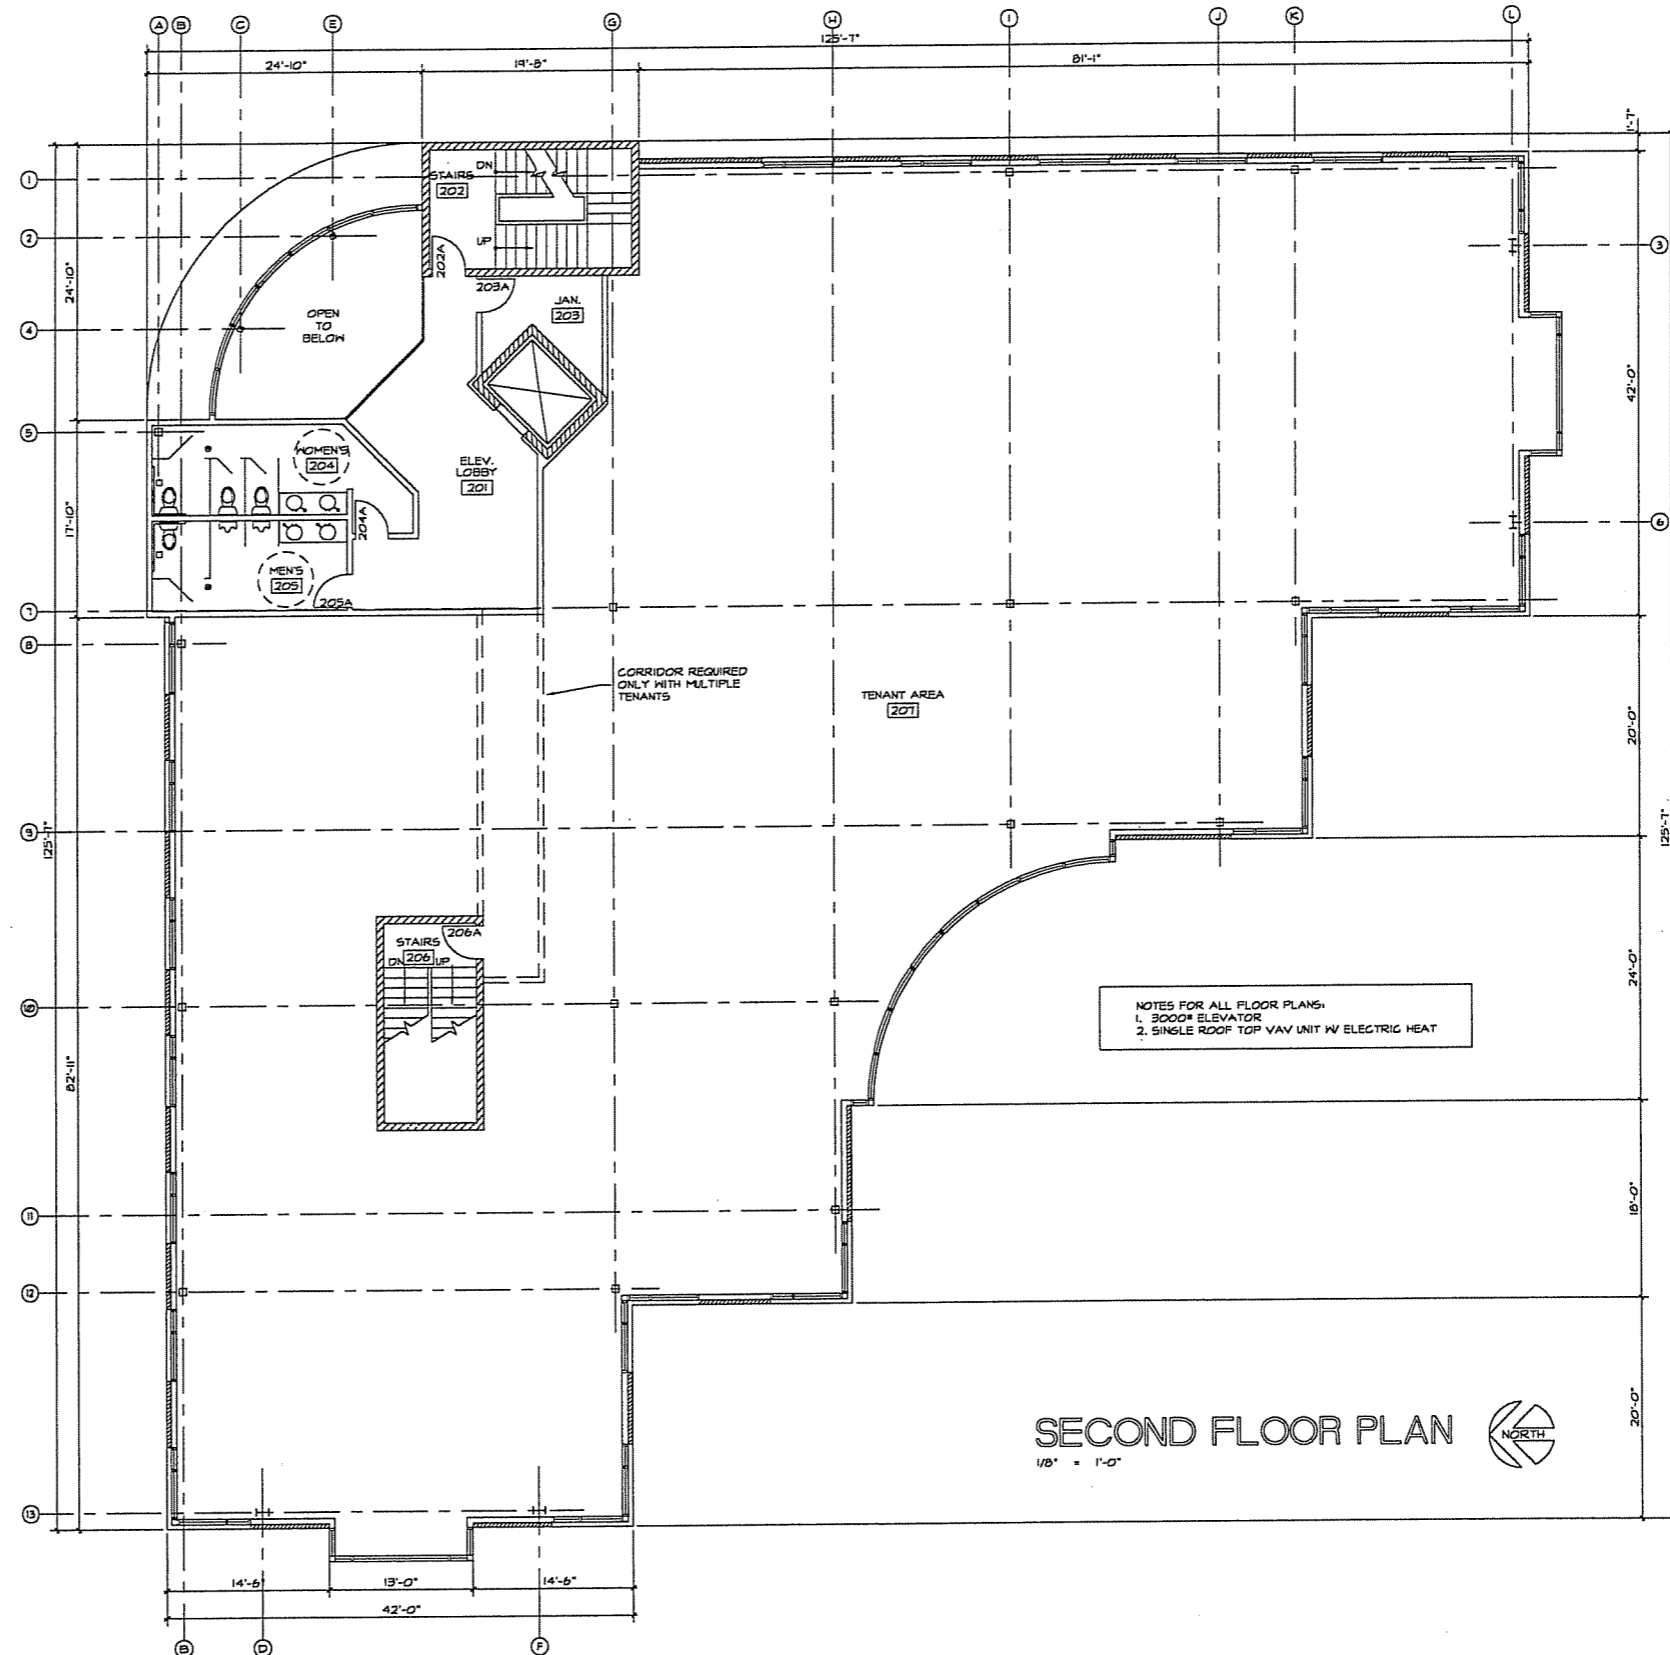 A B C E G H I J K L
125'-7"
24'-10" 19'-8" 81'-1"
1'-7"
1
DN
STAIRS
202
2
UP
202A
3
203A
24'-10"
JAN.
203
OPEN
TO
BELOW
4
42'-0"
5
WOMEN'S
204
ELEV.
LOBBY
201
17'-10"
204A
6
MEN'S
205
205A
7
8
CORRIDOR REQUIRED
ONLY WITH MULTIPLE
TENANTS
TENANT AREA
207
20'-0"
9
125'-7"
125'-7"
206A
STAIRS
206
DN UP
24'-0"
10
NOTES FOR ALL FLOOR PLANS:
1. 3000# ELEVATOR
2. SINGLE ROOF TOP VAV UNIT W/ ELECTRIC HEAT
82'-11"
18'-0"
11
12
20'-0"
SECOND FLOOR PLAN
NORTH
1/8" = 1'-0"
13
14'-6" 13'-0" 14'-6"
42'-0"
B D F